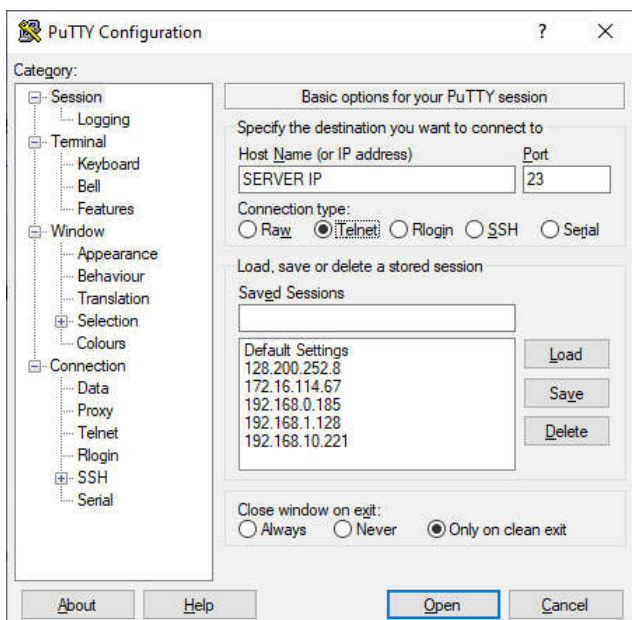 PuTTY Configuration
?
Category:
Session
Logging
Terminal
Keyboard
Bell
Features
Window
Appearance
Behaviour
Translation
Selection
Colours
Connection
Data
Proxy
Telnet
Rlogin
SSH
Serial
Basic options for your PuTTY session
Specify the destination you want to connect to
Host Name (or IP address) Port
SERVER IP 23
Connection type:
Raw Telnet Rlogin SSH Serial
Load, save or delete a stored session
Saved Sessions
Default Settings
128.200.252.8
172.16.114.67
192.168.0.185
192.168.1.128
192.168.10.221
Load
Save
Delete
Close window on exit:
Always Never Only on clean exit
About Help Open Cancel